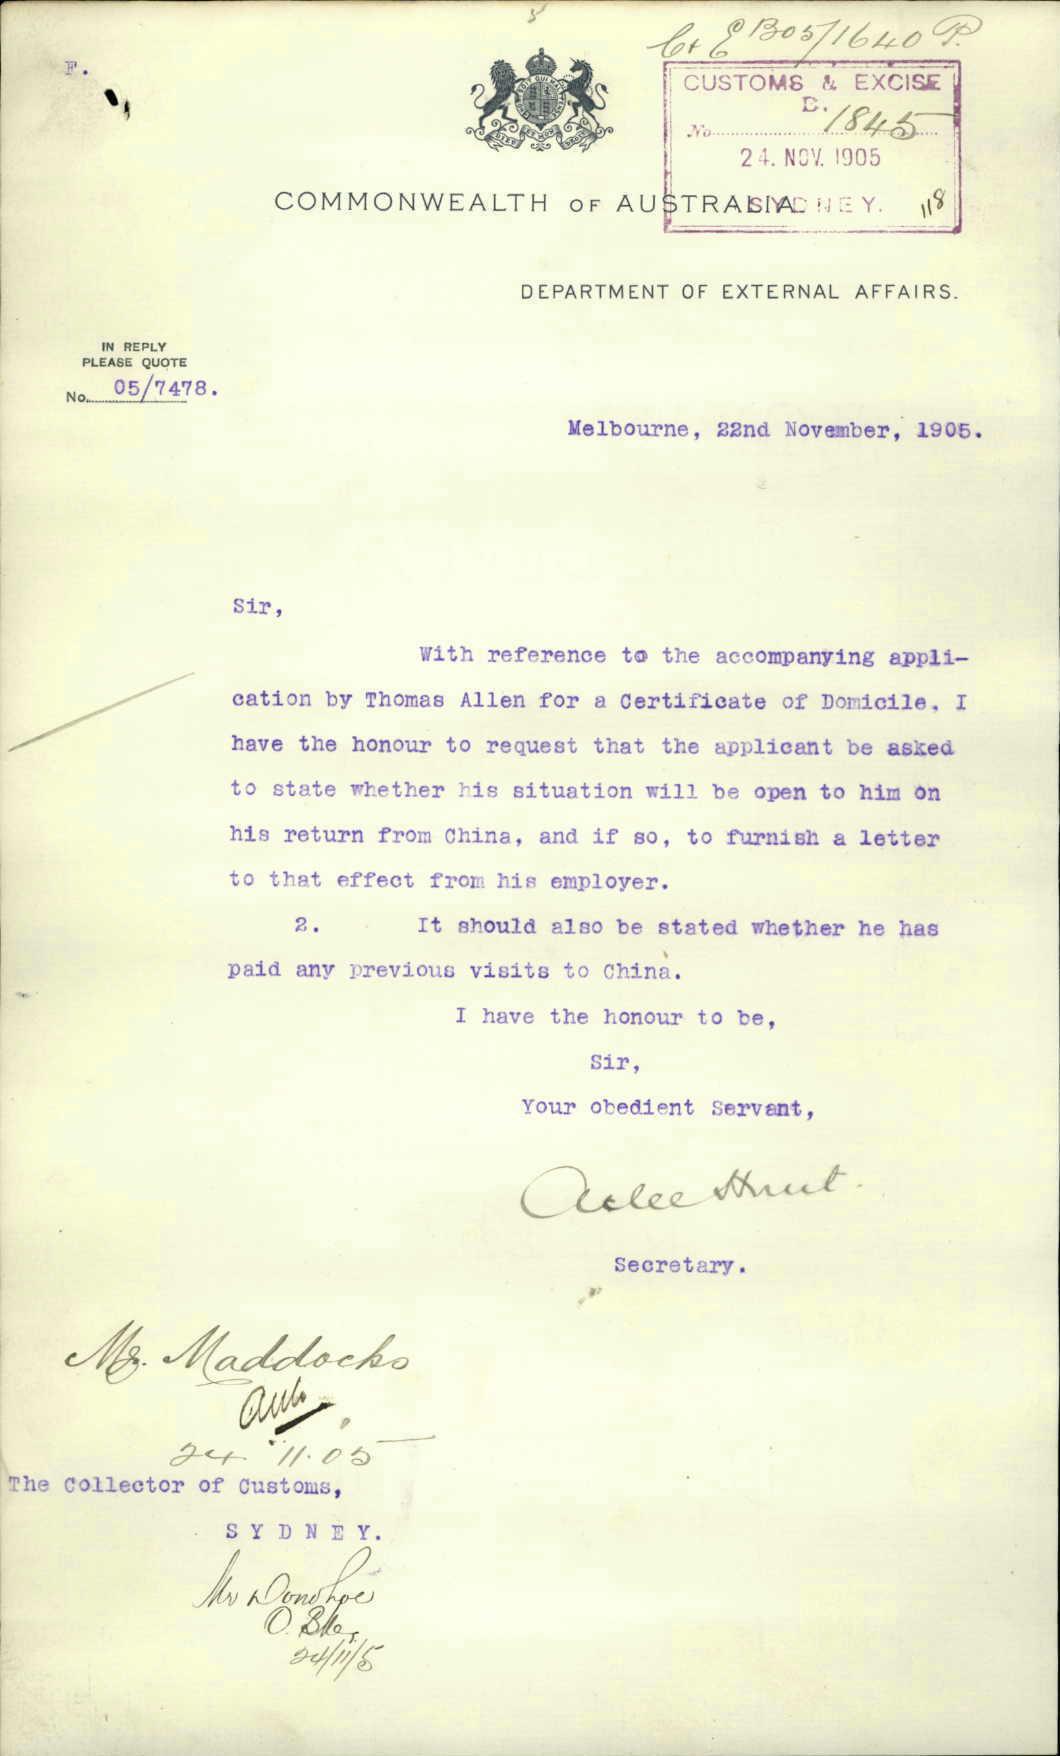 5
C & E B05/1640 P.
F.
CUSTOMS & EXCISE
B.
No 1845
24. NOV. 1905
SYDNEY.
118
COMMONWEALTH OF AUSTRALIA
DEPARTMENT OF EXTERNAL AFFAIRS.
IN REPLY
PLEASE QUOTE
No. 05/7478.
Melbourne, 22nd November, 1905.
Sir,
With reference to the accompanying appli-
cation by Thomas Allen for a Certificate of Domicile, I
have the honour to request that the applicant be asked
to state whether his situation will be open to him on
his return from China, and if so, to furnish a letter
to that effect from his employer.
2. It should also be stated whether he has
paid any previous visits to China.
I have the honour to be,
Sir,
Your obedient Servant,
Atlee Hunt
Secretary.
Mr. Maddocks
24.11.05
The Collector of Customs,
SYDNEY.
Mr Donohoe
24/11/5